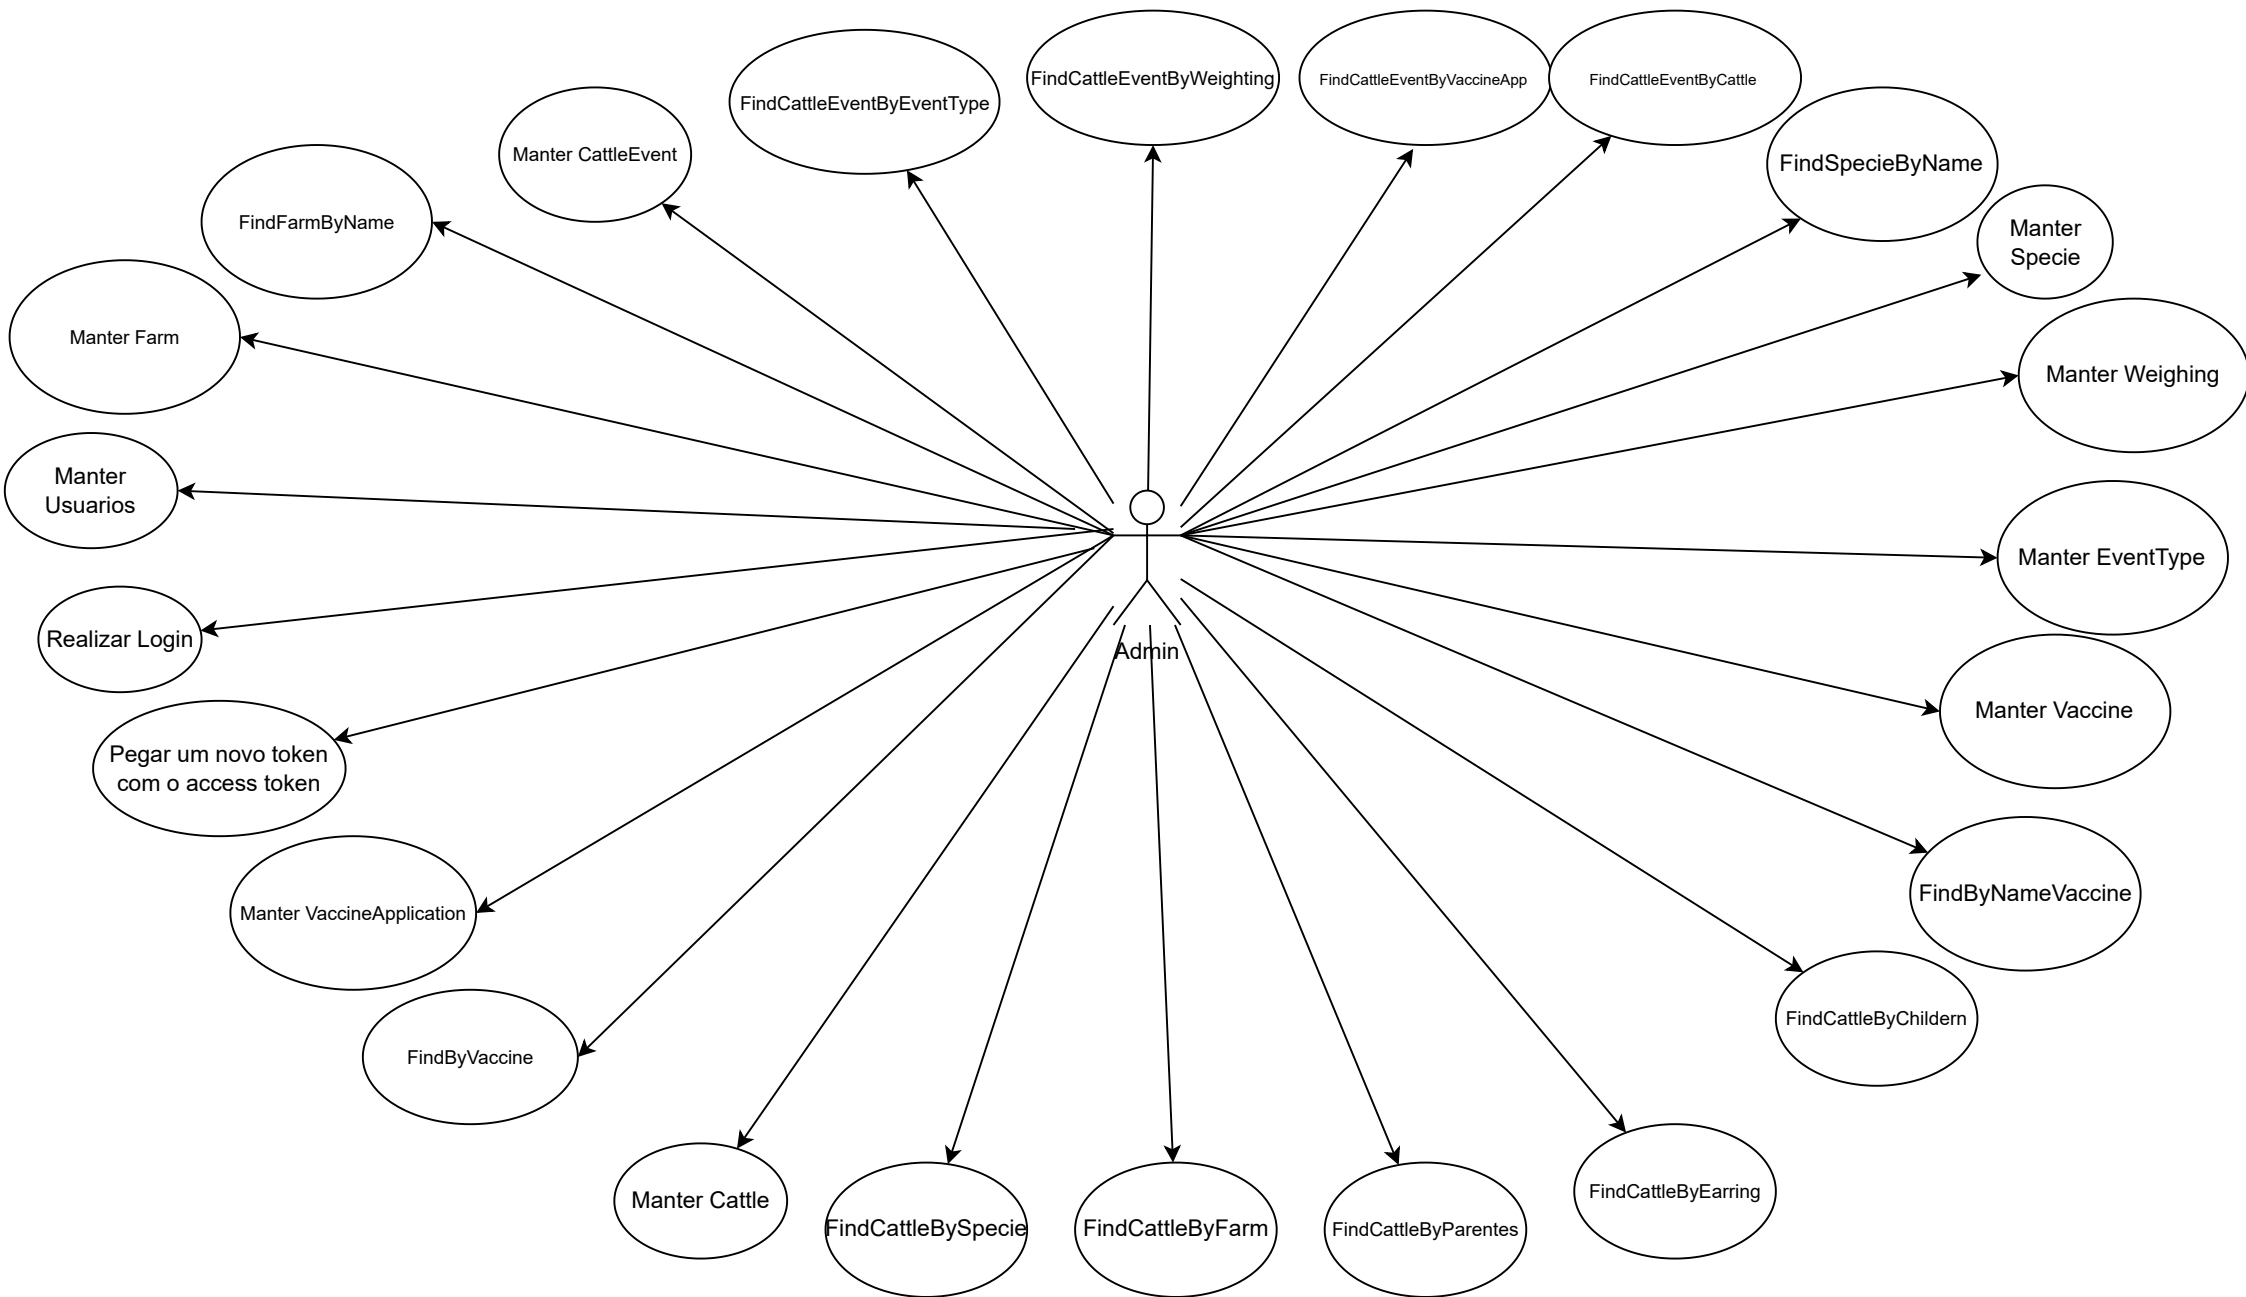 FindCattleEventByWeighting
FindCattleEventByVaccineApp
FindCattleEventByCattle
FindCattleEventByEventType
Manter CattleEvent
FindSpecieByName
FindFarmByName
Manter
Specie
Manter Farm
Manter Weighing
Manter
Usuarios
Manter EventType
Realizar Login
Admin
Manter Vaccine
Pegar um novo token
com o access token
FindByNameVaccine
Manter VaccineApplication
FindCattleByChildern
FindByVaccine
Manter Cattle
FindCattleBySpecie
FindCattleByFarm
FindCattleByParentes
FindCattleByEarring